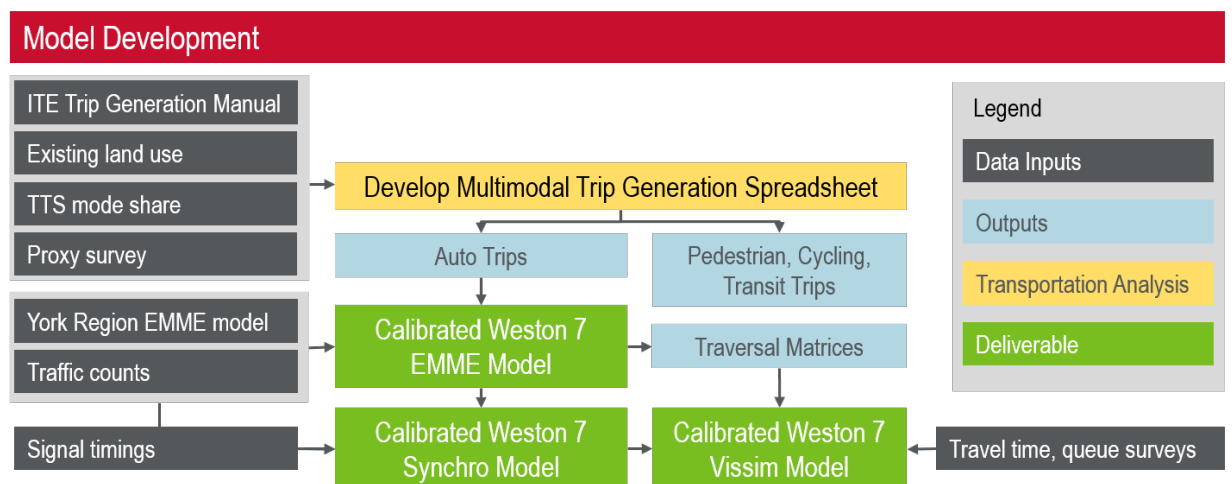 Model Development
ITE Trip Generation Manual
Existing land use
TTS mode share
Proxy survey
York Region EMME model
Traffic counts
Signal timings
Develop Multimodal Trip Generation Spreadsheet
Auto Trips
Pedestrian, Cycling,
Transit Trips
Calibrated Weston 7
EMME Model
Traversal Matrices
Calibrated Weston 7
Synchro Model
Calibrated Weston 7
Vissim Model
Travel time, queue surveys
Legend
Data Inputs
Outputs
Transportation Analysis
Deliverable